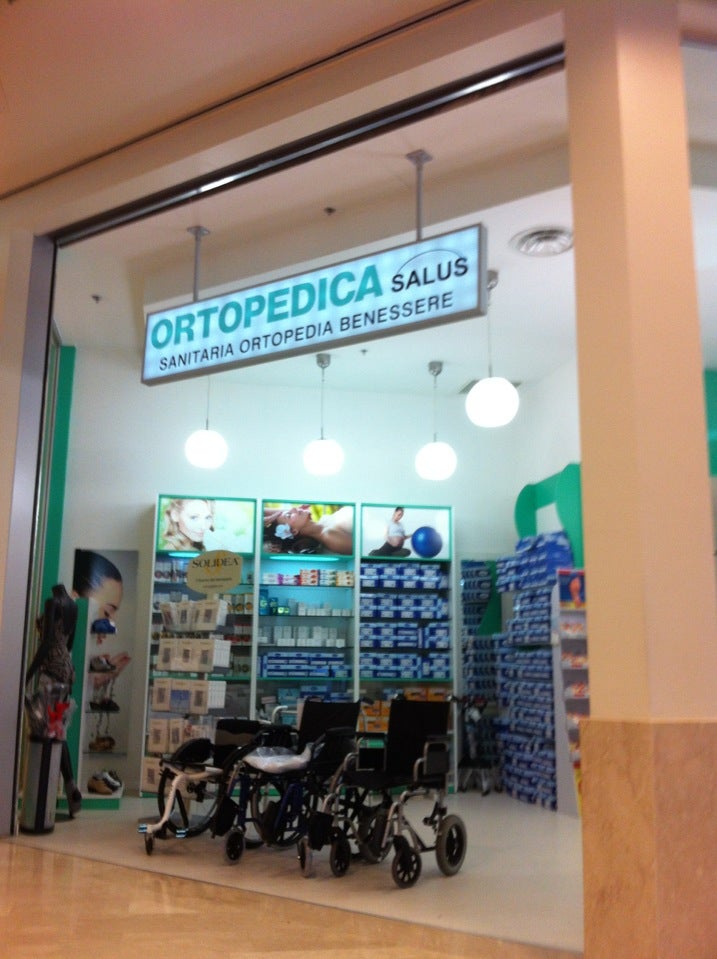 ORTOPEDICA SALUS
SANITARIA ORTOPEDIA BENESSERE
SOLIDEA